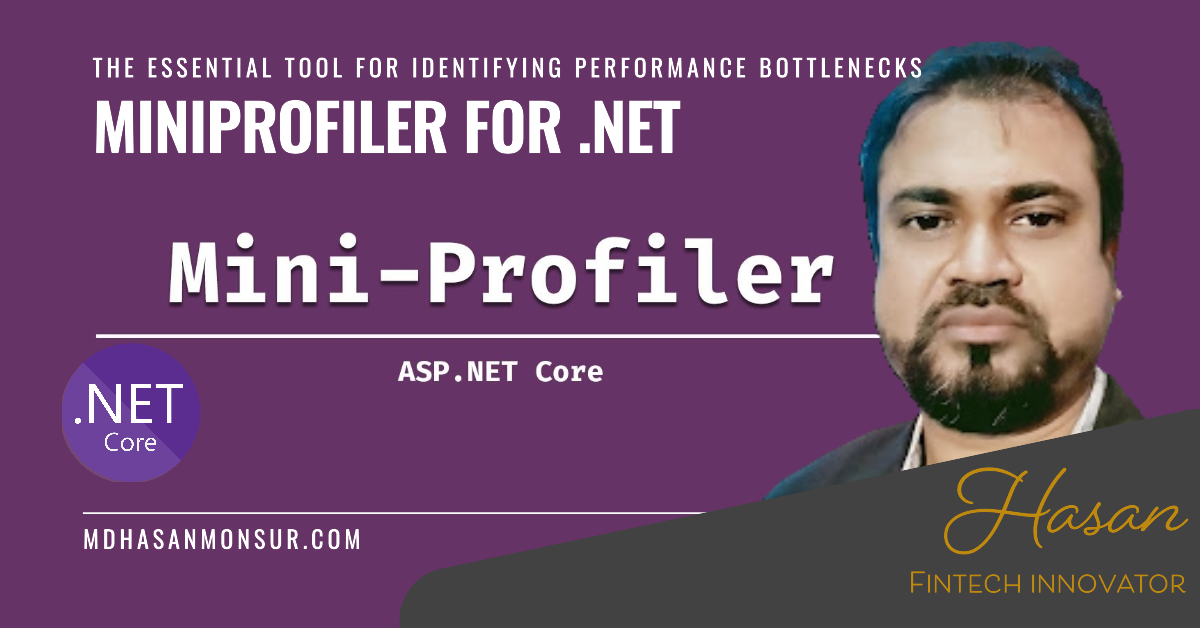 THE ESSENTIAL TOOL FOR IDENTIFYING PERFORMANCE BOTTLENECKS
MINIPROFILER FOR .NET
Mini-Profiler
ASP.NET Core
.NET
Core
MDHASANMONSUR.COM
Hasan
FINTECH INNOVATOR